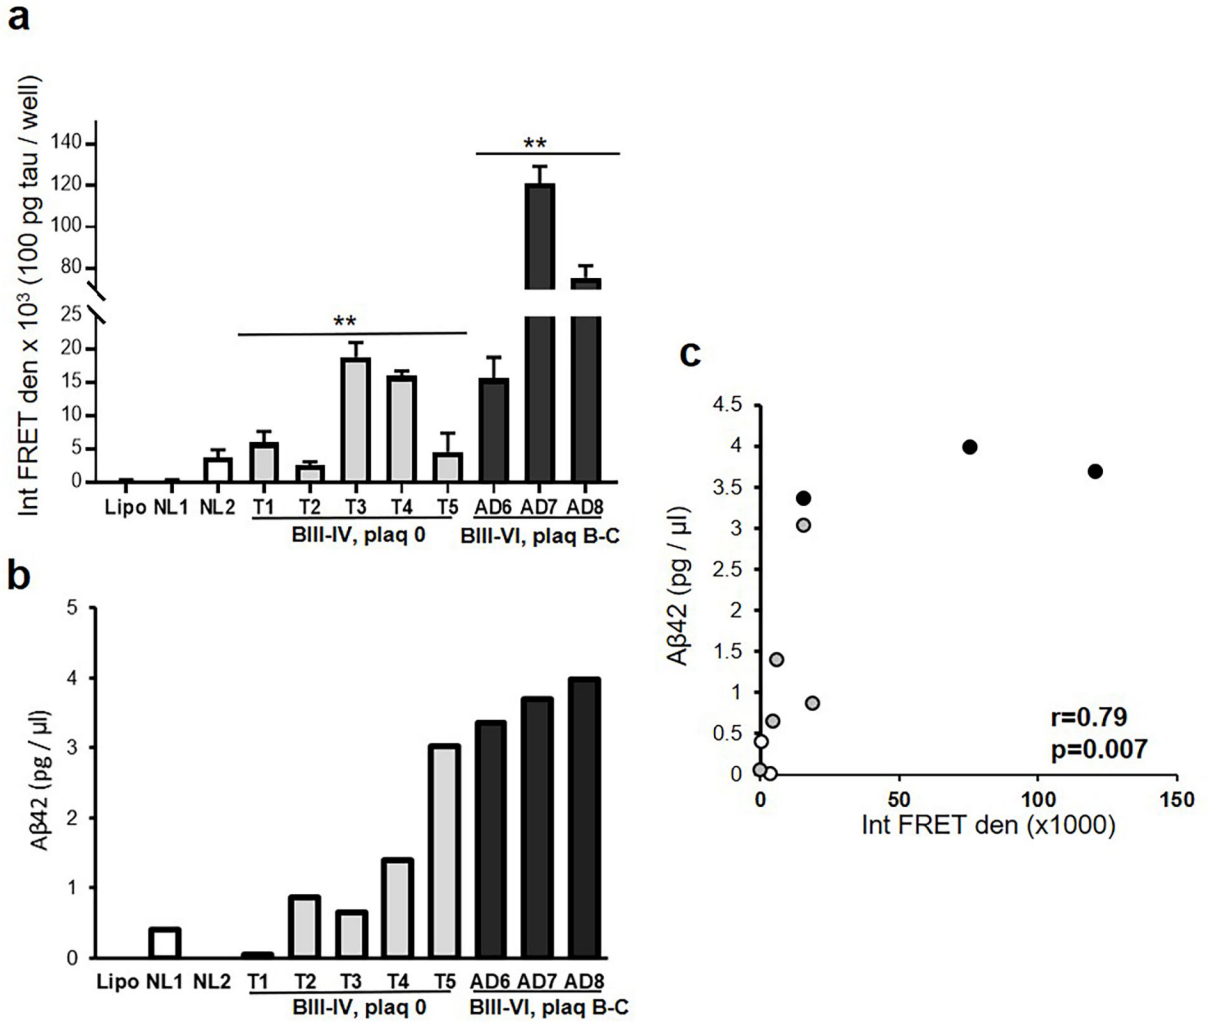 a
Int FRET den x 10³ (100 pg tau / well)
140
120
100
80
25
20
15
10
5
0
**
**
Lipo NL1 NL2 T1 T2 T3 T4 T5 AD6 AD7 AD8
BIII-IV, plaq 0 BIII-VI, plaq B-C
b
Aβ42 (pg / µl)
5
4
3
2
1
0
Lipo NL1 NL2 T1 T2 T3 T4 T5 AD6 AD7 AD8
BIII-IV, plaq 0 BIII-VI, plaq B-C
c
Aβ42 (pg / µl)
4.5
4
3.5
3
2.5
2
1.5
1
0.5
0
r=0.79
p=0.007
0 50 100 150
Int FRET den (x1000)